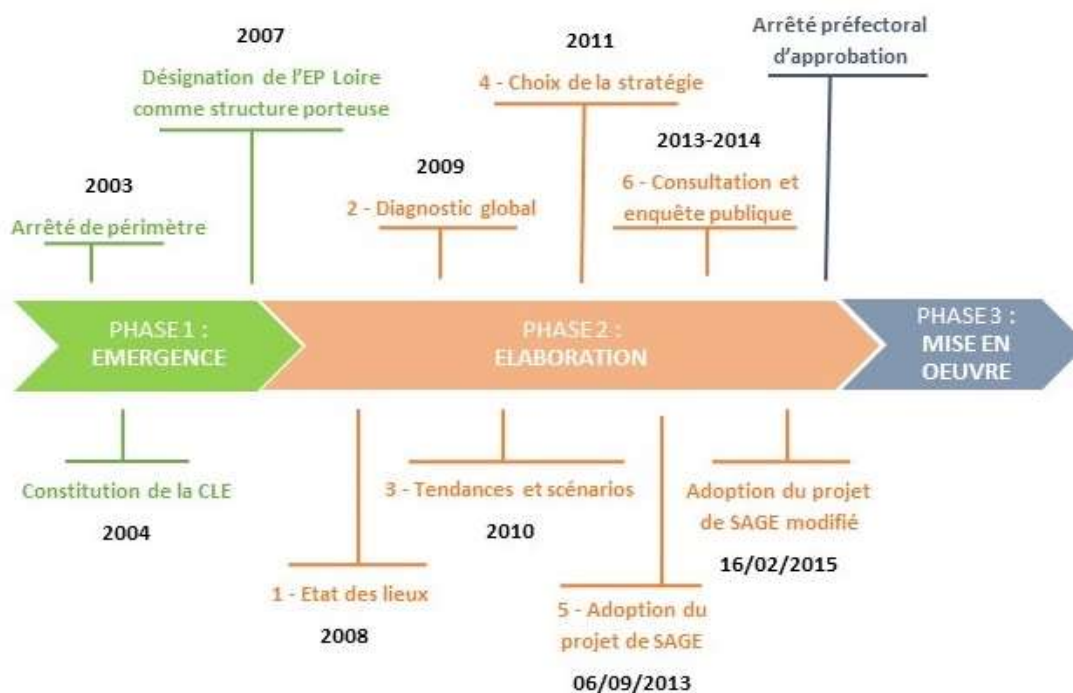 2007
Désignation de l'EP Loire
comme structure porteuse
2011
4 - Choix de la stratégie
Arrêté préfectoral
d'approbation
2003
Arrêté de périmètre
2009
2 - Diagnostic global
2013-2014
6 - Consultation et
enquête publique
PHASE 1 :
EMERGENCE
PHASE 2 :
ELABORATION
PHASE 3 :
MISE EN
OEUVRE
Constitution de la CLE
2004
1 - Etat des lieux
2008
3 - Tendances et scénarios
2010
5 - Adoption du
projet de SAGE
06/09/2013
Adoption du projet
de SAGE modifié
16/02/2015